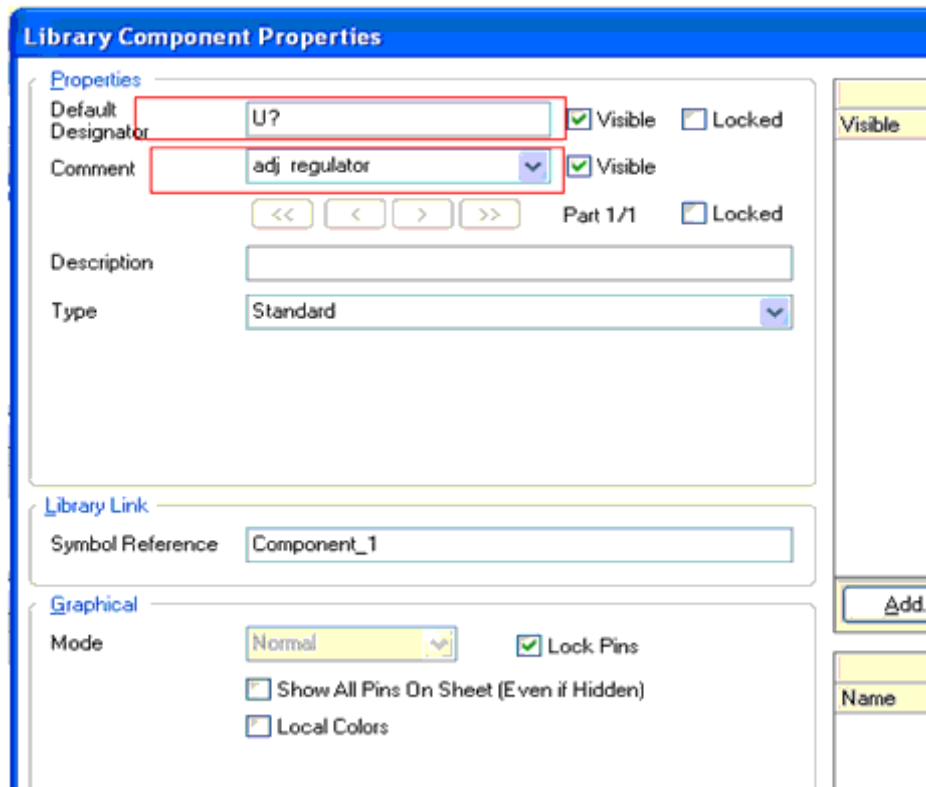 Library Component Properties
Properties
Default Designator U? Visible Locked
Visible
Comment adj regulator Visible
<< < > >> Part 1/1 Locked
Description
Type Standard
Library Link
Symbol Reference Component_1
Add.
Graphical
Mode Normal Lock Pins
Show All Pins On Sheet (Even if Hidden)
Name
Local Colors